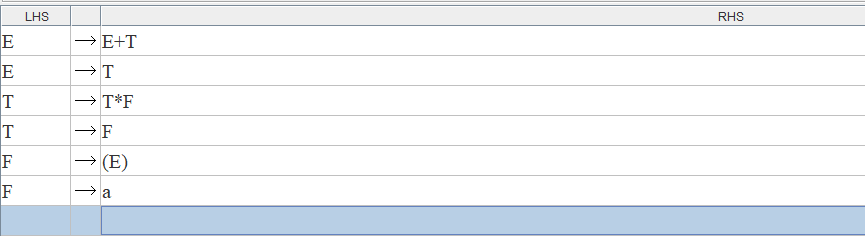 LHS RHS
E → E+T
E → T
T → T*F
T → F
F → (E)
F → a